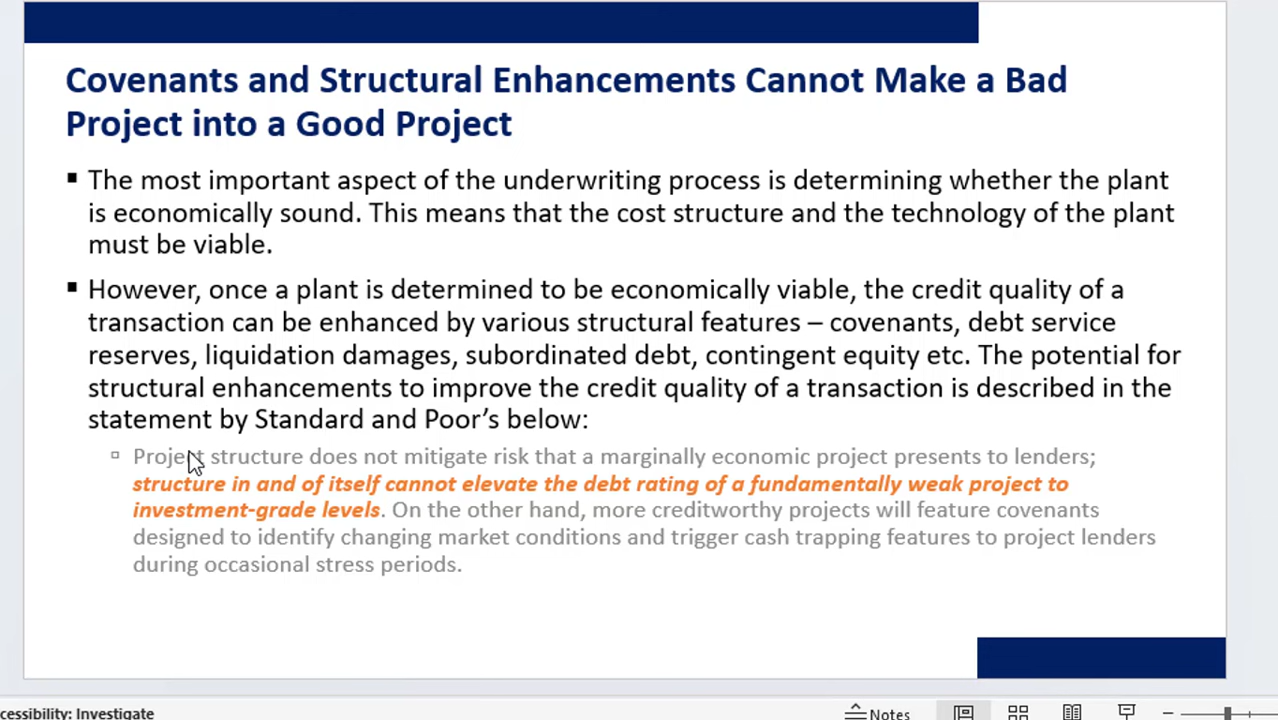 Covenants and Structural Enhancements Cannot Make a Bad
Project into a Good Project
▪ The most important aspect of the underwriting process is determining whether the plant
is economically sound. This means that the cost structure and the technology of the plant
must be viable.
▪ However, once a plant is determined to be economically viable, the credit quality of a
transaction can be enhanced by various structural features – covenants, debt service
reserves, liquidation damages, subordinated debt, contingent equity etc. The potential for
structural enhancements to improve the credit quality of a transaction is described in the
statement by Standard and Poor’s below:
▫ Project structure does not mitigate risk that a marginally economic project presents to lenders;
structure in and of itself cannot elevate the debt rating of a fundamentally weak project to
investment-grade levels. On the other hand, more creditworthy projects will feature covenants
designed to identify changing market conditions and trigger cash trapping features to project lenders
during occasional stress periods.
cessibility: Investigate
Notes